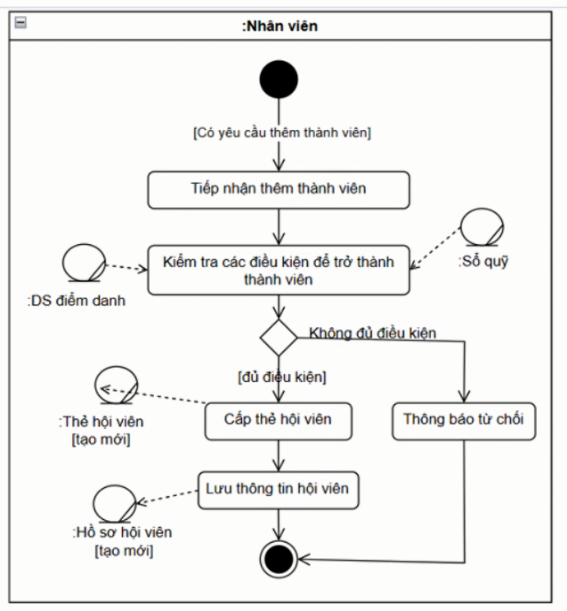 :Nhân viên
[Có yêu cầu thêm thành viên]
Tiếp nhận thêm thành viên
Kiểm tra các điều kiện để trở thành
thành viên
:Sổ quỹ
:DS điểm danh
Không đủ điều kiện
[đủ điều kiện]
Cấp thẻ hội viên
Thông báo từ chối
:Thẻ hội viên
[tạo mới]
Lưu thông tin hội viên
:Hồ sơ hội viên
[tạo mới]